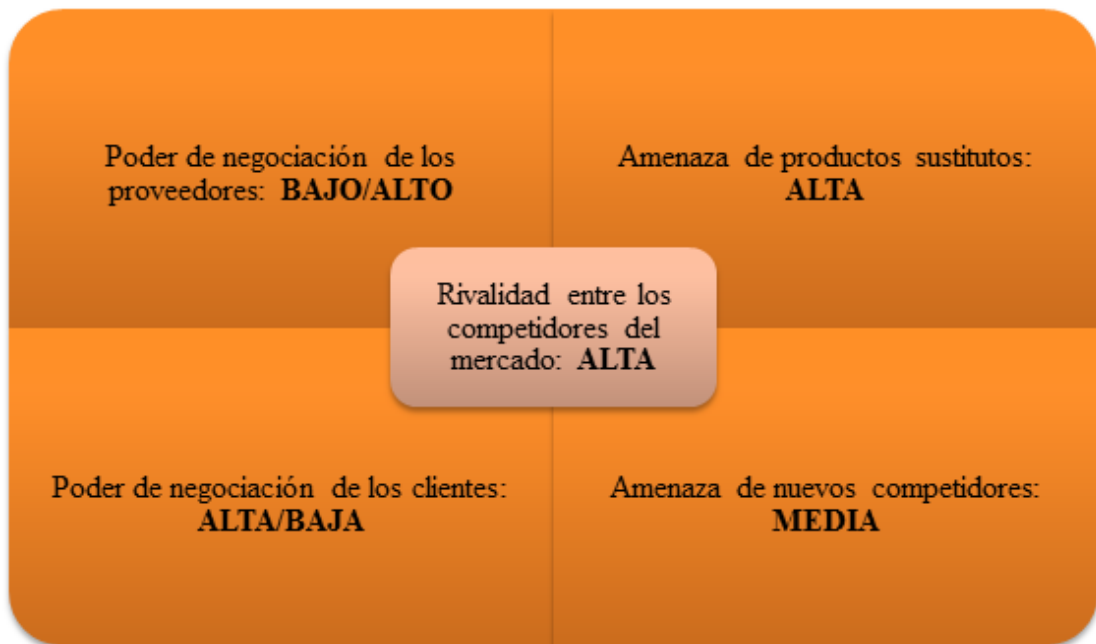 Poder de negociación de los
proveedores: BAJO/ALTO
Amenaza de productos sustitutos:
ALTA
Rivalidad entre los
competidores del
mercado: ALTA
Poder de negociación de los clientes:
ALTA/BAJA
Amenaza de nuevos competidores:
MEDIA